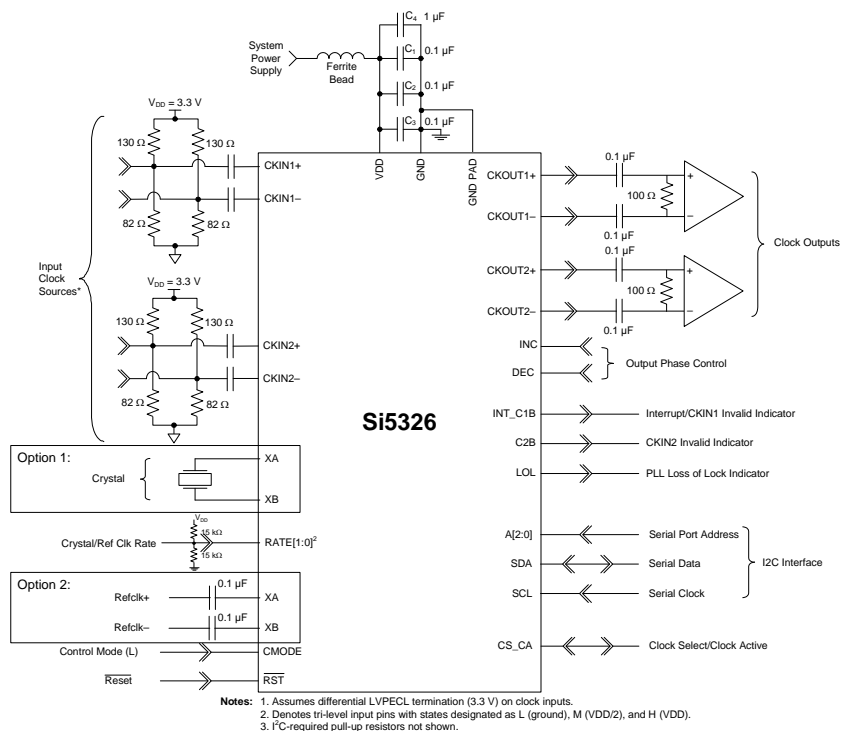 C4 1 µF
System
Power
Supply
Ferrite
Bead
C1 0.1 µF
C2 0.1 µF
C3 0.1 µF
VDD = 3.3 V
130 Ω 130 Ω
82 Ω 82 Ω
CKIN1+
CKIN1–
VDD
GND
GND PAD
CKOUT1+
CKOUT1–
0.1 µF
100 Ω
+
–
0.1 µF
CKOUT2+
CKOUT2–
0.1 µF
100 Ω
+
–
0.1 µF
Clock Outputs
Input
Clock
Sources*
VDD = 3.3 V
130 Ω 130 Ω
82 Ω 82 Ω
CKIN2+
CKIN2–
INC
DEC
Output Phase Control
Si5326
INT_C1B Interrupt/CKIN1 Invalid Indicator
C2B CKIN2 Invalid Indicator
LOL PLL Loss of Lock Indicator
Option 1:
Crystal
XA
XB
VDD
15 kΩ
15 kΩ
Crystal/Ref Clk Rate RATE[1:0]2
A[2:0] Serial Port Address
SDA Serial Data
SCL Serial Clock
I2C Interface
Option 2:
0.1 µF
Refclk+ XA
0.1 µF
Refclk– XB
CS_CA Clock Select/Clock Active
Control Mode (L) CMODE
Reset RST
Notes: 1. Assumes differential LVPECL termination (3.3 V) on clock inputs.
2. Denotes tri-level input pins with states designated as L (ground), M (VDD/2), and H (VDD).
3. I2C-required pull-up resistors not shown.